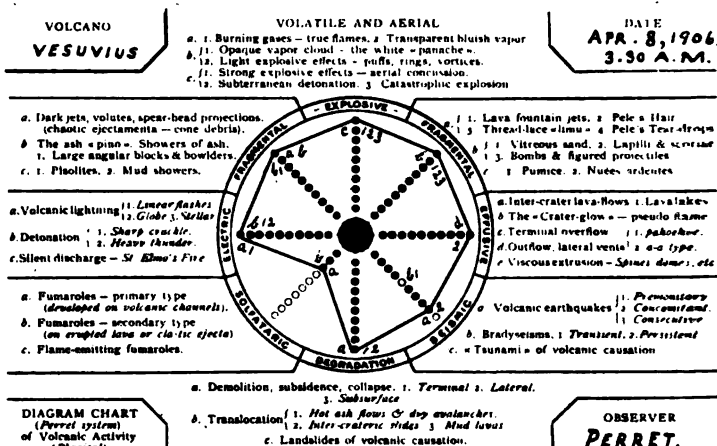 VOLCANO
VESUVIUS
VOLATILE AND AERIAL
a. 1. Burning gases — true flames. 2 Transparent bluish vapor
b. 1. Opaque vapor cloud - the white «panache».
2. Light explosive effects - puffs, rings, vortices.
c. 1. Strong explosive effects — aerial concussion.
2. Subterranean detonation. 3 Catastrophic explosion
DATE
APR. 8, 1906
3.30 A.M.
a. Dark jets, volutes, spear-head projections.
(chaotic ejectamenta — cone debris).
b The ash «pino». Showers of ash.
1. Large angular blocks & bowlders.
c. 1. Pisolites. 2. Mud showers.
FRAGMENTAL
- EXPLOSIVE -
FRAGMENTAL
a 1. Lava fountain jets. 2 Pele's Hair
3 Thread-lace «limu» 4 Pele's Tear-drops
b 1 Vitreous sand. 2. Lapilli & scoriae
3. Bombs & figured projectiles
c 1 Pumice. 2. Nuées ardentes
a. Volcanic lightning 1. Linear flashes
2. Globe 3. Stellar
b. Detonation 1. Sharp crackle.
2. Heavy thunder.
c. Silent discharge — St Elmo's Fire
ELECTRIC
EFFUSIVE
a. Inter-crater lava-flows 1. Lava lakes
b The «Crater-glow» — pseudo flame
c. Terminal overflow 1. pahoehoe.
d. Outflow, lateral vents 2 a-a type.
e Viscous extrusion — Spines, domes, etc
a. Fumaroles — primary type
(developed on volcanic channels).
b. Fumaroles — secondary type
(on erupted lava or clastic ejecta)
c. Flame-emitting fumaroles.
SOLFATARIC
DEGRADATION
SEISMIC
a Volcanic earthquakes 1. Premonitory
2 Concomitant.
3 Consecutive
b. Bradyseisms. 1 Transient. 2. Persistent
c. «Tsunami» of volcanic causation
a. Demolition, subsidence, collapse. 1. Terminal 2. Lateral.
3. Subsurface
b. Translocation 1. Hot ash flows & dry avalanches.
2. Inter-crateric slides 3 Mud lavas
c. Landslides of volcanic causation.
DIAGRAM CHART
(Perret system)
of Volcanic Activity
OBSERVER
PERRET.